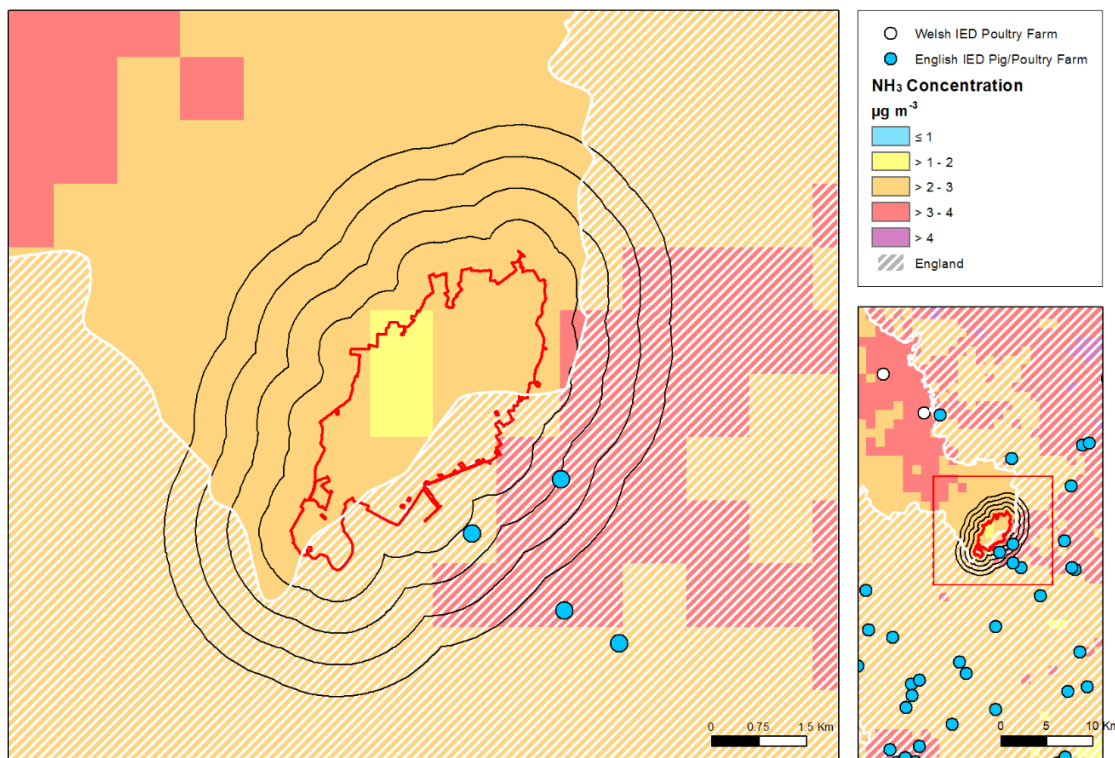 Welsh IED Poultry Farm
English IED Pig/Poultry Farm
NH₃ Concentration
µg m⁻³
≤ 1
> 1 - 2
> 2 - 3
> 3 - 4
> 4
England
0 0.75 1.5 Km
0 5 10 Km